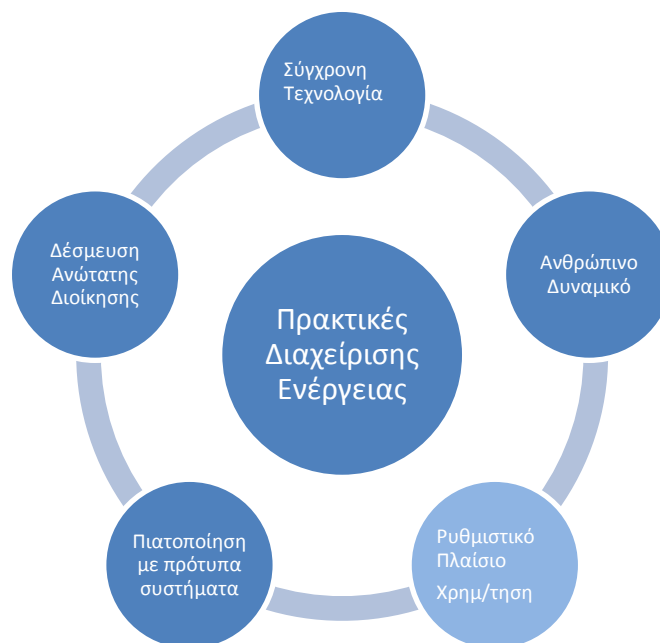 Σύγχρονη
Τεχνολογία
Ανθρώπινο
Δυναμικό
Ρυθμιστικό
Πλαίσιο
Χρημ/τηση
Πιατοποίηση
με πρότυπα
συστήματα
Δέσμευση
Ανώτατης
Διοίκησης
Πρακτικές
Διαχείρισης
Ενέργειας